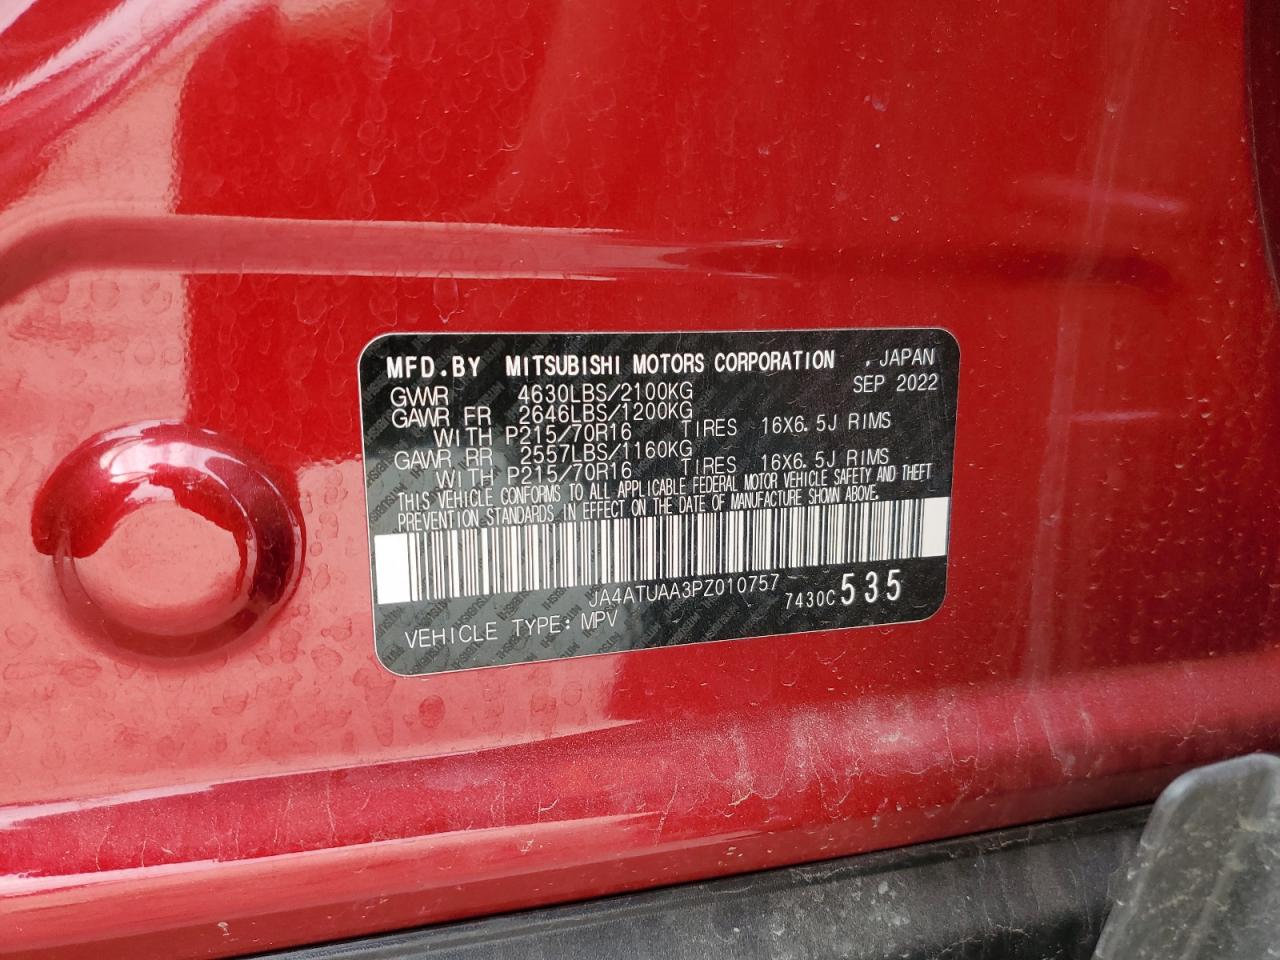 MFD.BY MITSUBISHI MOTORS CORPORATION , JAPAN
SEP 2022
GVWR 4630LBS/2100KG
GAWR FR 2646LBS/1200KG
WITH P215/70R16 TIRES 16X6.5J RIMS
GAWR RR 2557LBS/1160KG
WITH P215/70R16 TIRES 16X6.5J RIMS
THIS VEHICLE CONFORMS TO ALL APPLICABLE FEDERAL MOTOR VEHICLE SAFETY AND THEFT
PREVENTION STANDARDS IN EFFECT ON THE DATE OF MANUFACTURE SHOWN ABOVE.
JA4ATUAA3PZ010757
7430C 535
VEHICLE TYPE: MPV